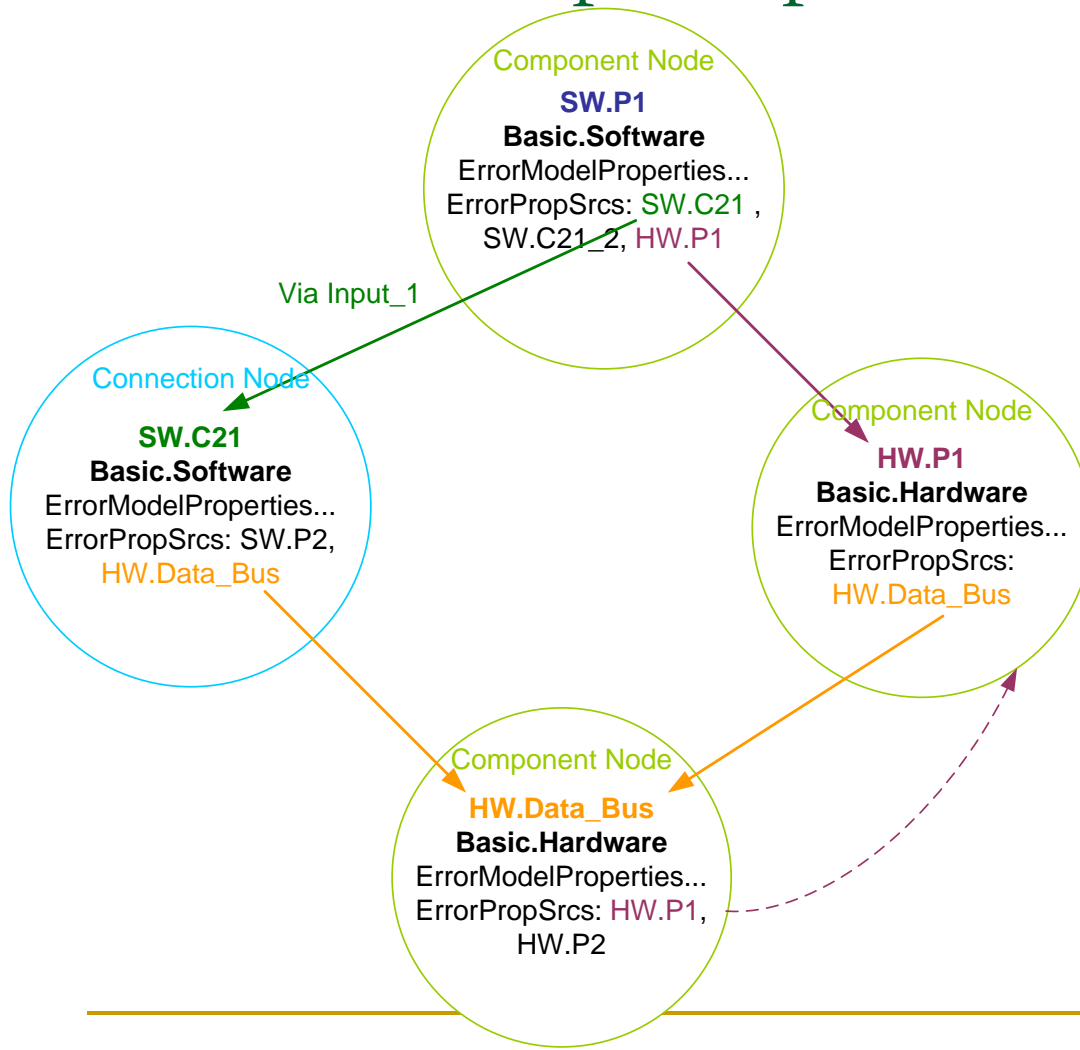 Component Node
SW.P1
Basic.Software
ErrorModelProperties...
ErrorPropSrcs: SW.C21 ,
SW.C21_2, HW.P1
Via Input_1
Connection Node
SW.C21
Basic.Software
ErrorModelProperties...
ErrorPropSrcs: SW.P2,
HW.Data_Bus
Component Node
HW.P1
Basic.Hardware
ErrorModelProperties...
ErrorPropSrcs:
HW.Data_Bus
Component Node
HW.Data_Bus
Basic.Hardware
ErrorModelProperties...
ErrorPropSrcs: HW.P1,
HW.P2